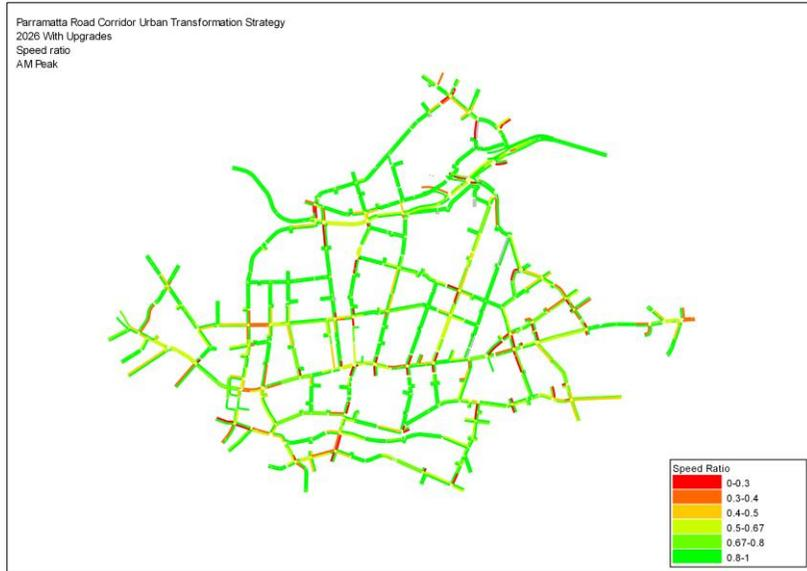 Parramatta Road Corridor Urban Transformation Strategy
2026 With Upgrades
Speed ratio
AM Peak
Speed Ratio
0-0.3
0.3-0.4
0.4-0.5
0.5-0.67
0.67-0.8
0.8-1